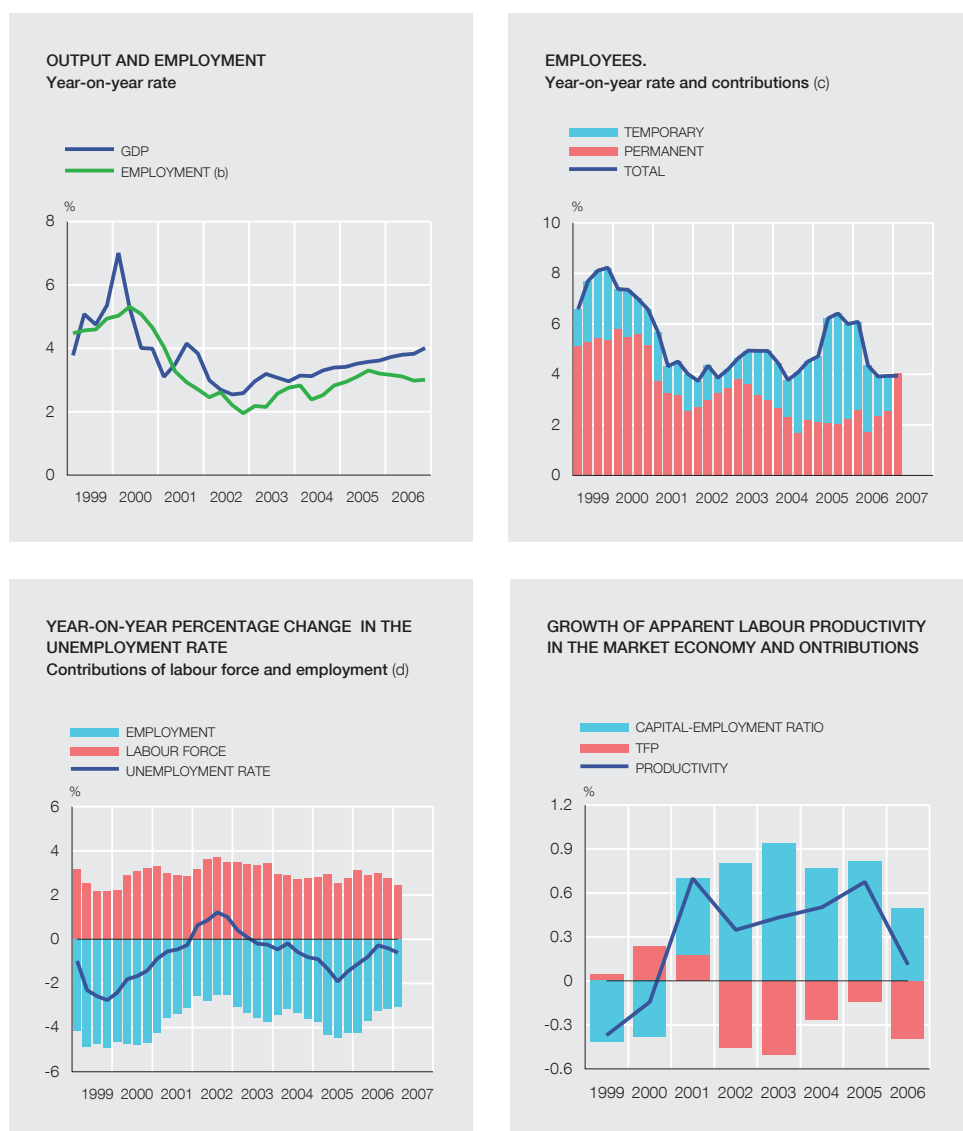 OUTPUT AND EMPLOYMENT
Year-on-year rate
GDP
EMPLOYMENT (b)
%
8
6
4
2
0
1999 2000 2001 2002 2003 2004 2005 2006
EMPLOYEES.
Year-on-year rate and contributions (c)
TEMPORARY
PERMANENT
TOTAL
%
10
8
6
4
2
0
1999 2000 2001 2002 2003 2004 2005 2006 2007
YEAR-ON-YEAR PERCENTAGE CHANGE IN THE
UNEMPLOYMENT RATE
Contributions of labour force and employment (d)
EMPLOYMENT
LABOUR FORCE
UNEMPLOYMENT RATE
%
6
4
2
0
-2
-4
-6
1999 2000 2001 2002 2003 2004 2005 2006 2007
GROWTH OF APPARENT LABOUR PRODUCTIVITY
IN THE MARKET ECONOMY AND ONTRIBUTIONS
CAPITAL-EMPLOYMENT RATIO
TFP
PRODUCTIVITY
%
1.2
0.9
0.6
0.3
0
-0.3
-0.6
1999 2000 2001 2002 2003 2004 2005 2006